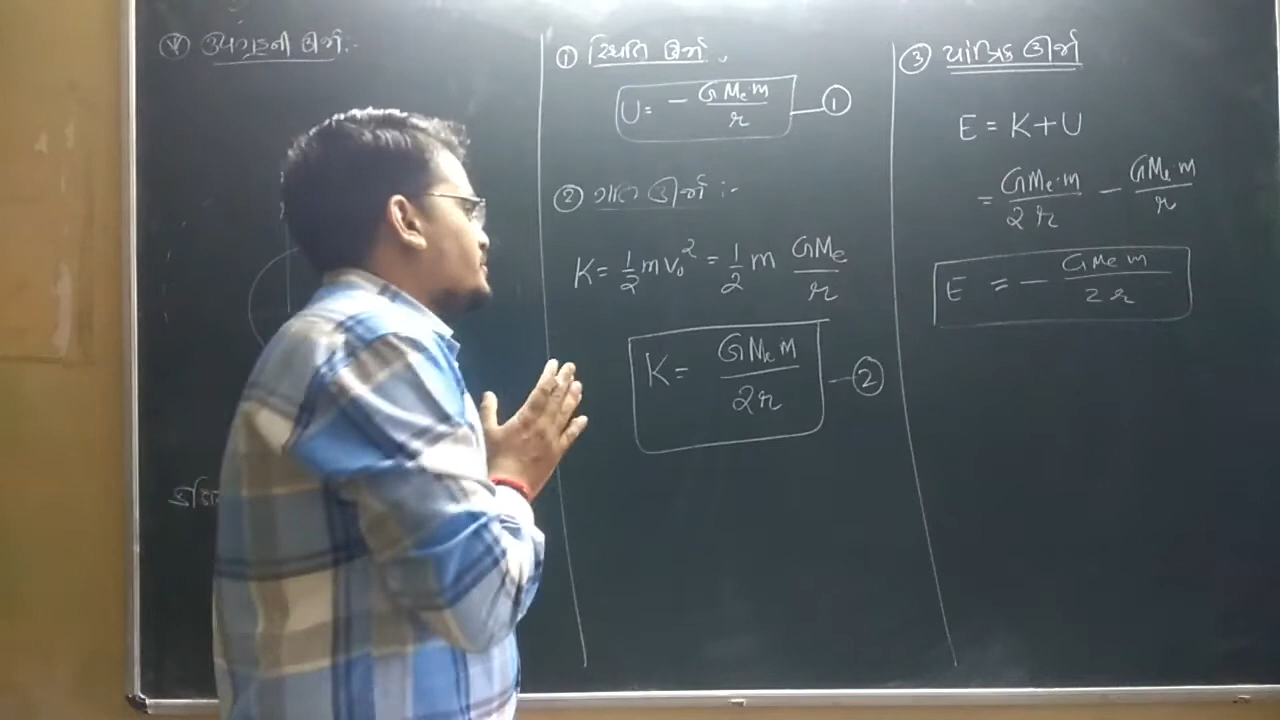 ⑤ ઉપગ્રહની ઊર્જા :-
① સ્થિતિ ઊર્જા :
U = - GMe·m / r — ①
② ગતિ ઊર્જા :-
K = 1/2 mv₀² = 1/2 m GMe / r
K = GMe m / 2r — ②
③ યાંત્રિક ઊર્જા
E = K + U
= GMe·m / 2r - GMe m / r
E = - GMe m / 2r